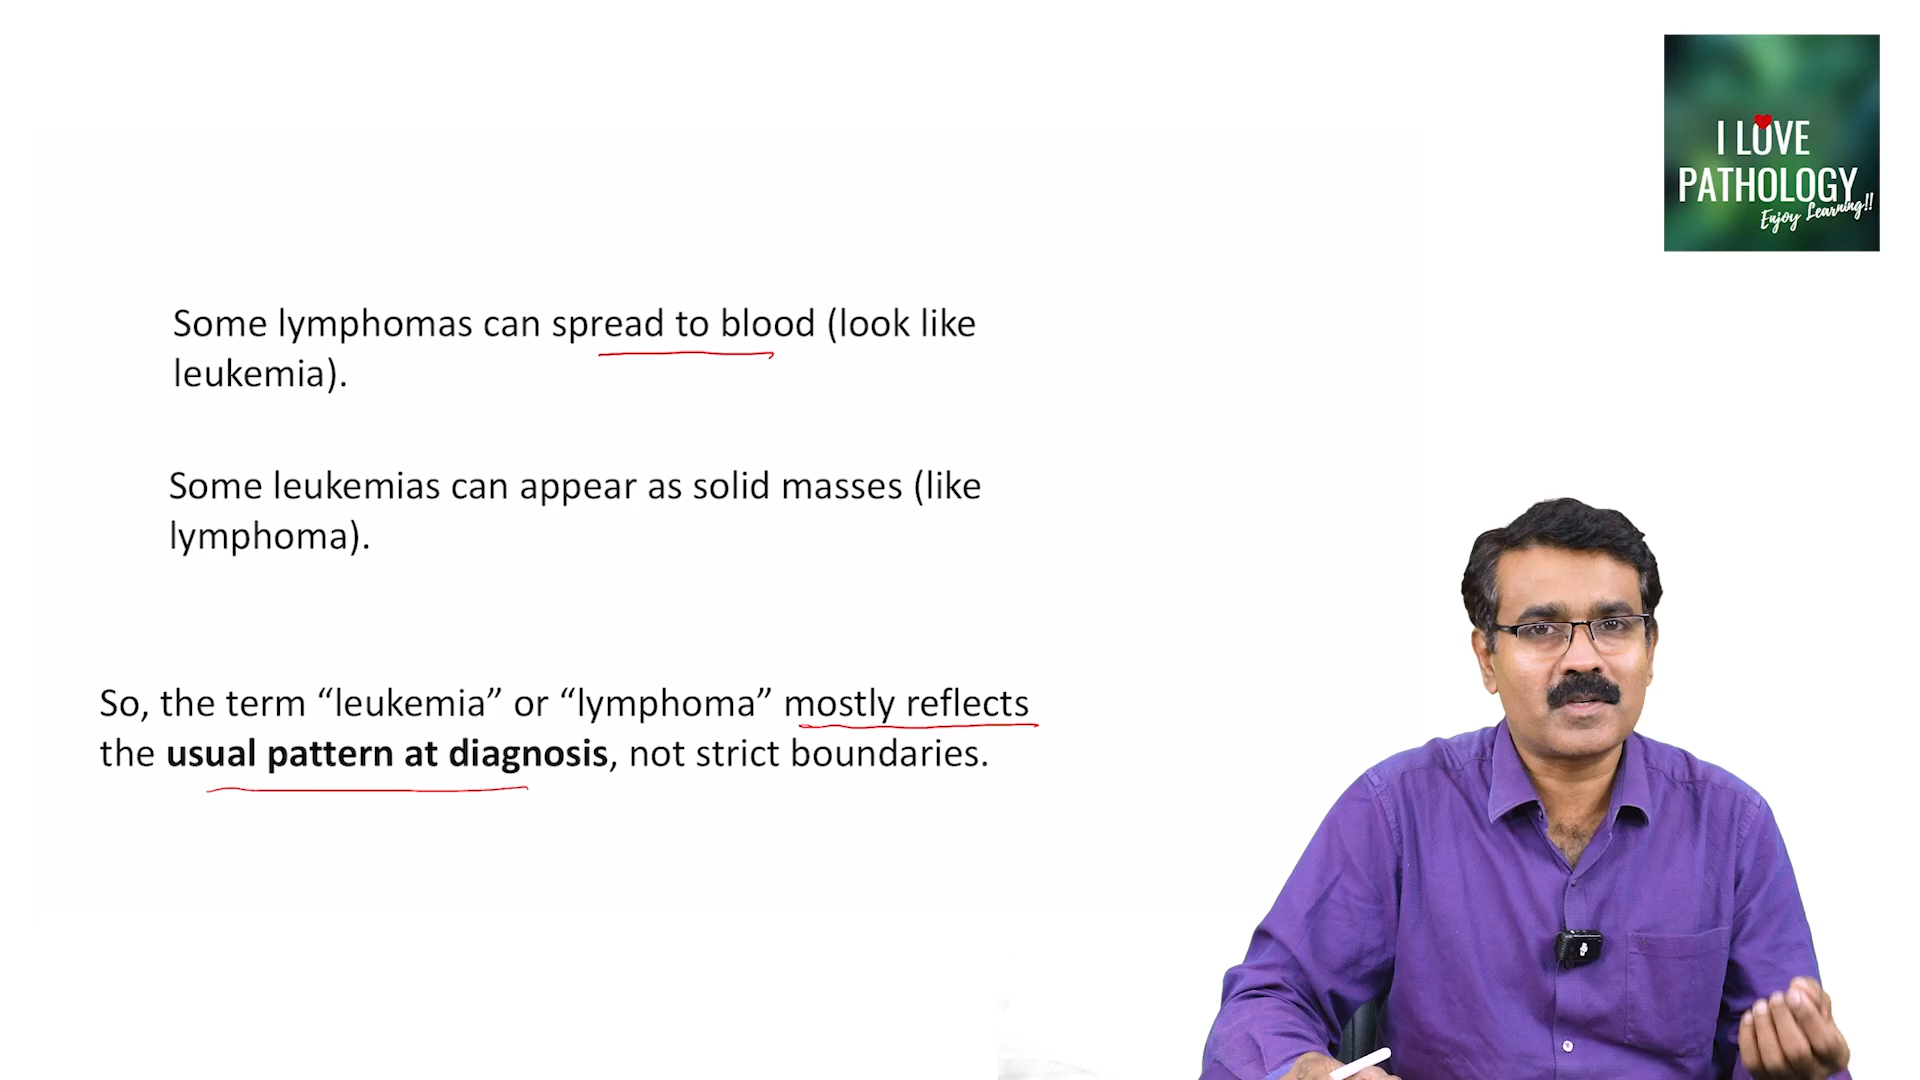 I LOVE
PATHOLOGY
Enjoy Learning!!
Some lymphomas can spread to blood (look like
leukemia).
Some leukemias can appear as solid masses (like
lymphoma).
So, the term “leukemia” or “lymphoma” mostly reflects
the usual pattern at diagnosis, not strict boundaries.